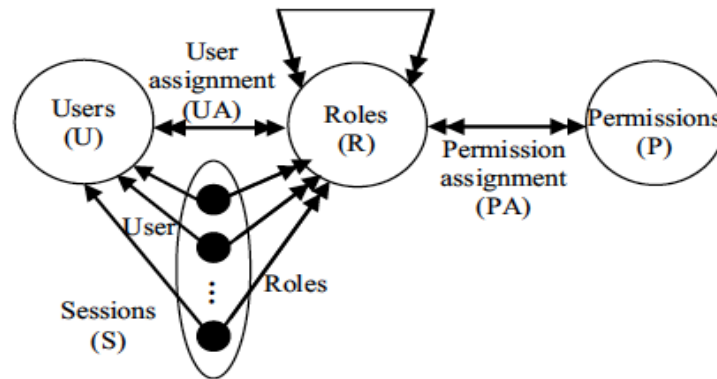 User
assignment
(UA)
Users
(U)
Roles
(R)
Permissions
(P)
Permission
assignment
(PA)
User
...
Roles
Sessions
(S)